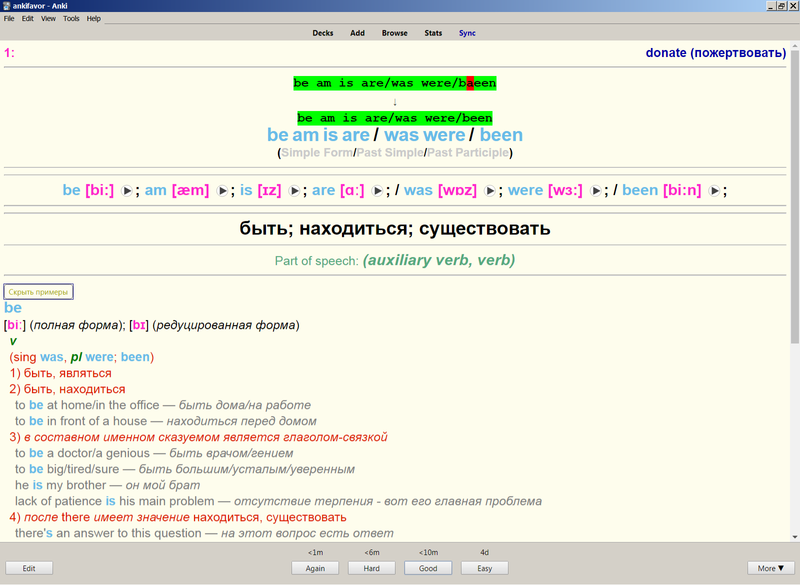 ankifavor - Anki
File Edit View Tools Help
Decks Add Browse Stats Sync
1: donate (пожертвовать)
be am is are/was were/baeen
↓
be am is are/was were/been
be am is are / was were / been
(Simple Form/Past Simple/Past Participle)
be [bi:] ; am [æm] ; is [ɪz] ; are [ɑ:] ; / was [wɒz] ; were [wɜ:] ; / been [bi:n] ;
быть; находиться; существовать
Part of speech: (auxiliary verb, verb)
Скрыть примеры
be
[bi:] (полная форма); [bɪ] (редуцированная форма)
v
(sing was, pl were; been)
1) быть, являться
2) быть, находиться
to be at home/in the office — быть дома/на работе
to be in front of a house — находиться перед домом
3) в составном именном сказуемом является глаголом-связкой
to be a doctor/a genious — быть врачом/гением
to be big/tired/sure — быть большим/усталым/уверенным
he is my brother — он мой брат
lack of patience is his main problem — отсутствие терпения - вот его главная проблема
4) после there имеет значение находиться, существовать
there's an answer to this question — на этот вопрос есть ответ
<1m <6m <10m 4d
Edit Again Hard Good Easy More ▼